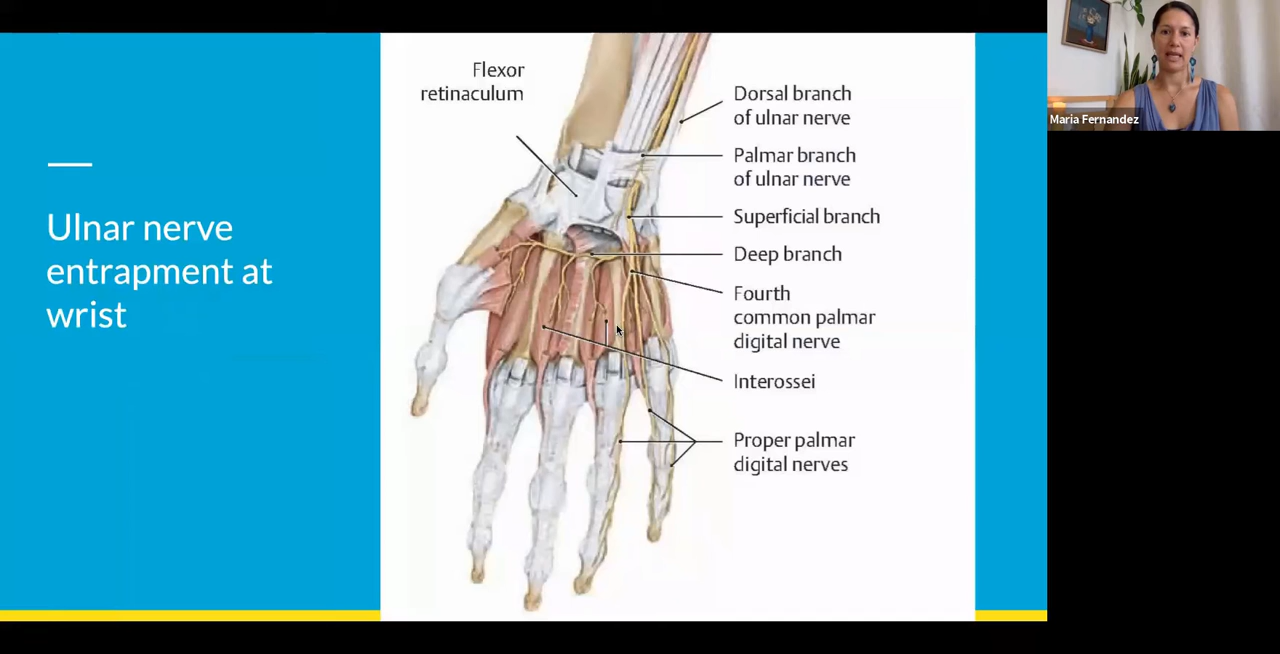 Ulnar nerve
entrapment at
wrist
Flexor
retinaculum
Dorsal branch
of ulnar nerve
Palmar branch
of ulnar nerve
Superficial branch
Deep branch
Fourth
common palmar
digital nerve
Interossei
Proper palmar
digital nerves
Maria Fernandez